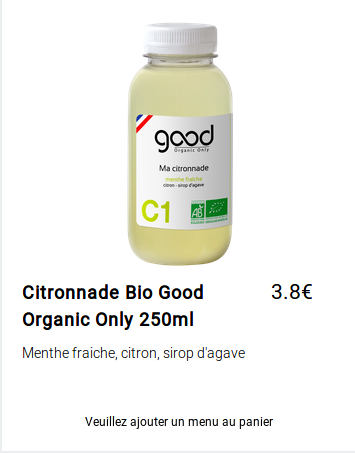 good
Organic Only
Ma citronnade
menthe fraîche
citron - sirop d'agave
C1
AB
Citronnade Bio Good 3.8€
Organic Only 250ml
Menthe fraiche, citron, sirop d'agave
Veuillez ajouter un menu au panier